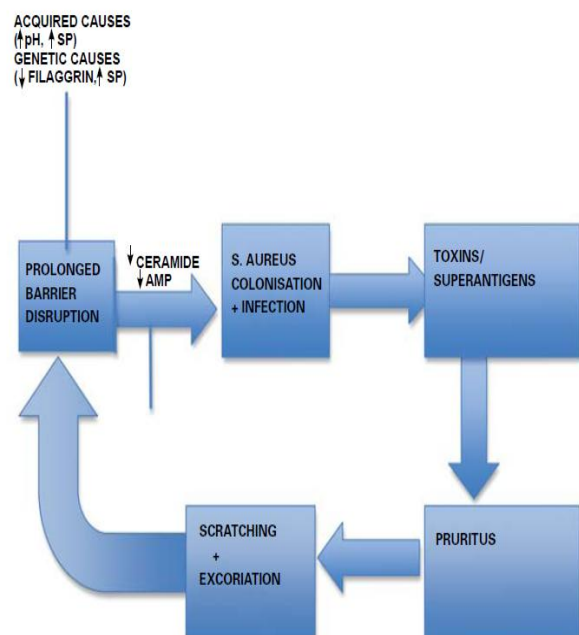 ACQUIRED CAUSES
(↑pH, ↑SP)
GENETIC CAUSES
(↓ FILAGGRIN,↑ SP)
PROLONGED
BARRIER
DISRUPTION
↓ CERAMIDE
↓ AMP
S. AUREUS
COLONISATION
+ INFECTION
TOXINS/
SUPERANTIGENS
PRURITUS
SCRATCHING
+
EXCORIATION